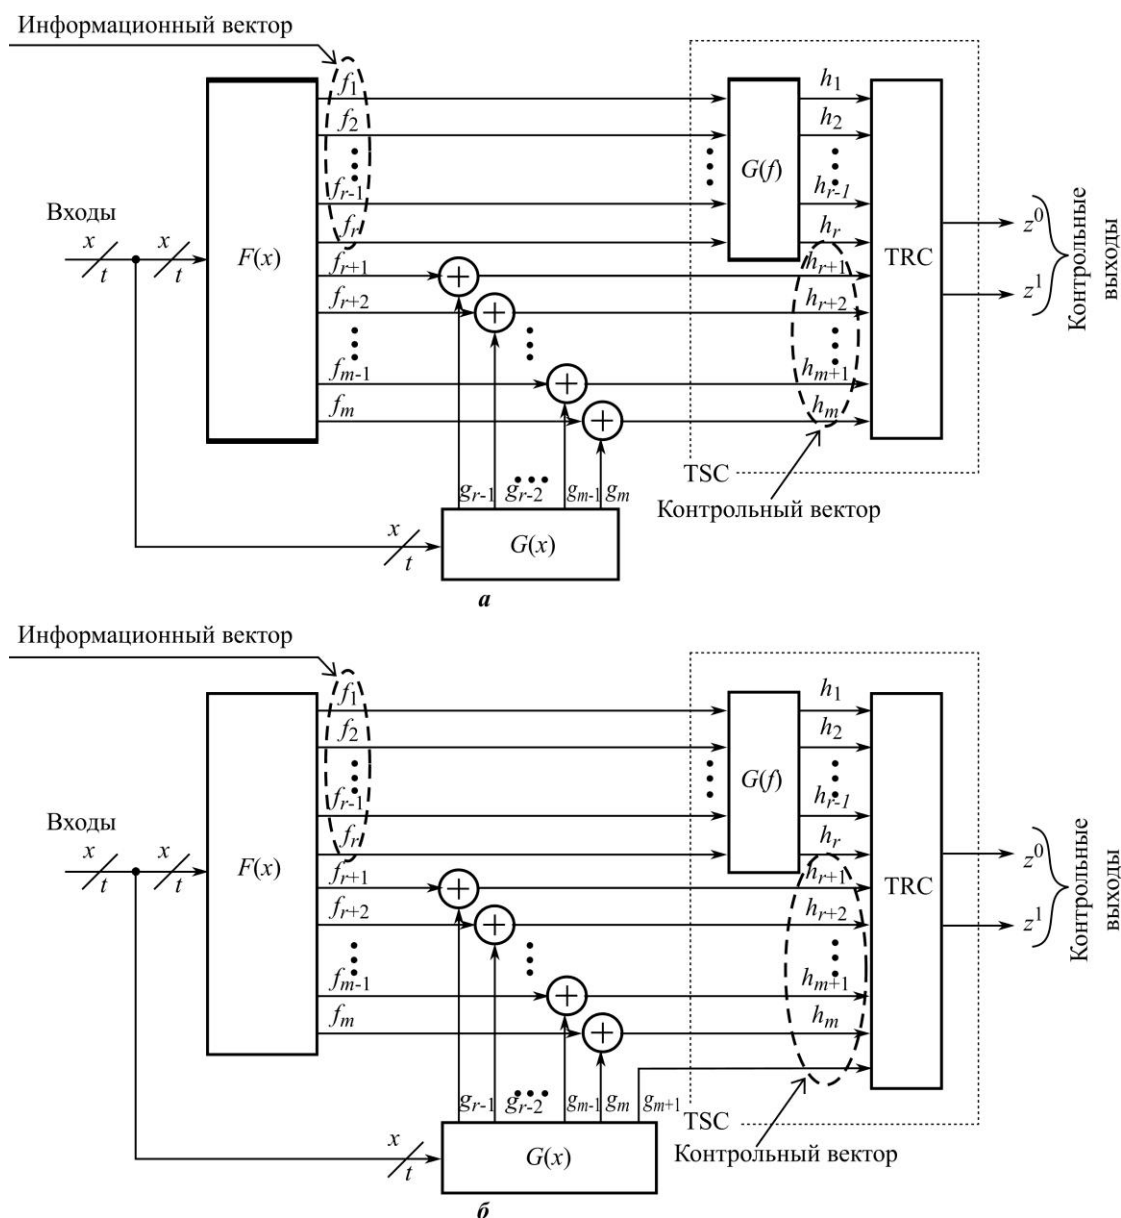 Информационный вектор
f1
h1
f2
h2
G(f)
fr-1
hr-1
Входы
fr
hr
z0
x
x
F(x)
fr+1
hr+1
TRC
t
t
fr+2
hr+2
z1
Контрольные
выходы
fm-1
hm+1
fm
hm
TSC
gr-1
gr-2
gm-1
gm
Контрольный вектор
x
G(x)
t
а
Информационный вектор
f1
h1
f2
h2
G(f)
fr-1
hr-1
Входы
fr
hr
z0
x
x
F(x)
fr+1
hr+1
TRC
t
t
fr+2
hr+2
z1
Контрольные
выходы
fm-1
hm+1
fm
hm
gr-1
gr-2
gm-1
gm
gm+1
TSC
x
G(x)
Контрольный вектор
t
б